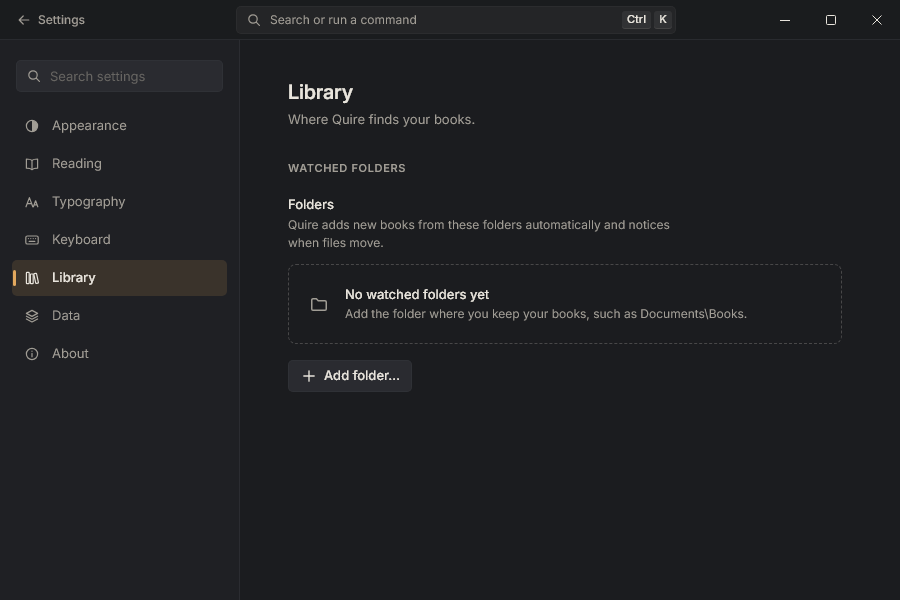 Settings
Search or run a command
Ctrl K
Search settings
Appearance
Reading
Typography
Keyboard
Library
Data
About
Library
Where Quire finds your books.
WATCHED FOLDERS
Folders
Quire adds new books from these folders automatically and notices
when files move.
No watched folders yet
Add the folder where you keep your books, such as Documents\Books.
Add folder...